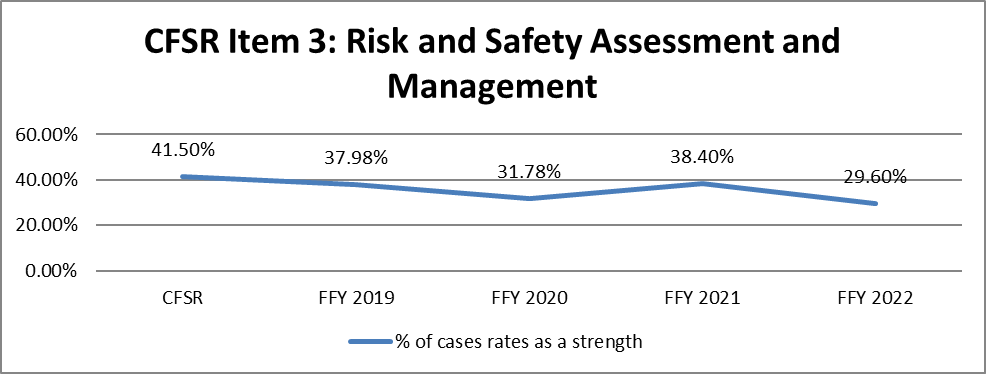 CFSR Item 3: Risk and Safety Assessment and
Management
60.00%
40.00%
20.00%
0.00%
41.50%
37.98%
31.78%
38.40%
29.60%
CFSR
FFY 2019
FFY 2020
FFY 2021
FFY 2022
% of cases rates as a strength